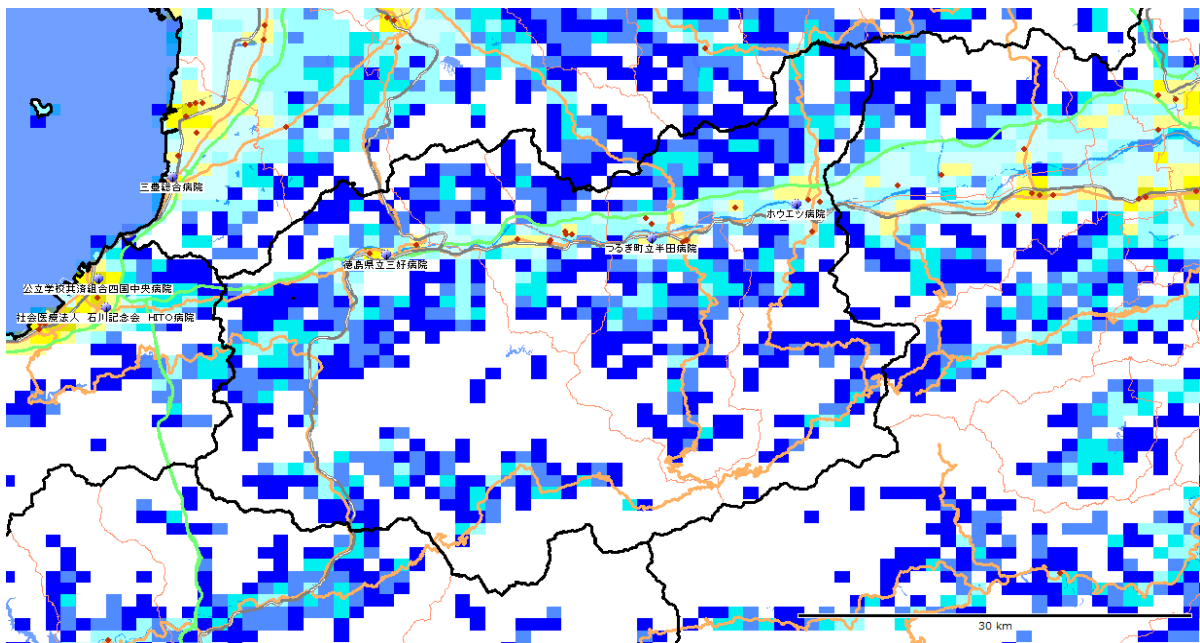 三豊総合病院
ホウエツ病院
つるぎ町立半田病院
徳島県立三好病院
公立学校共済組合四国中央病院
社会医療法人 石川記念会 HITO病院
30 km